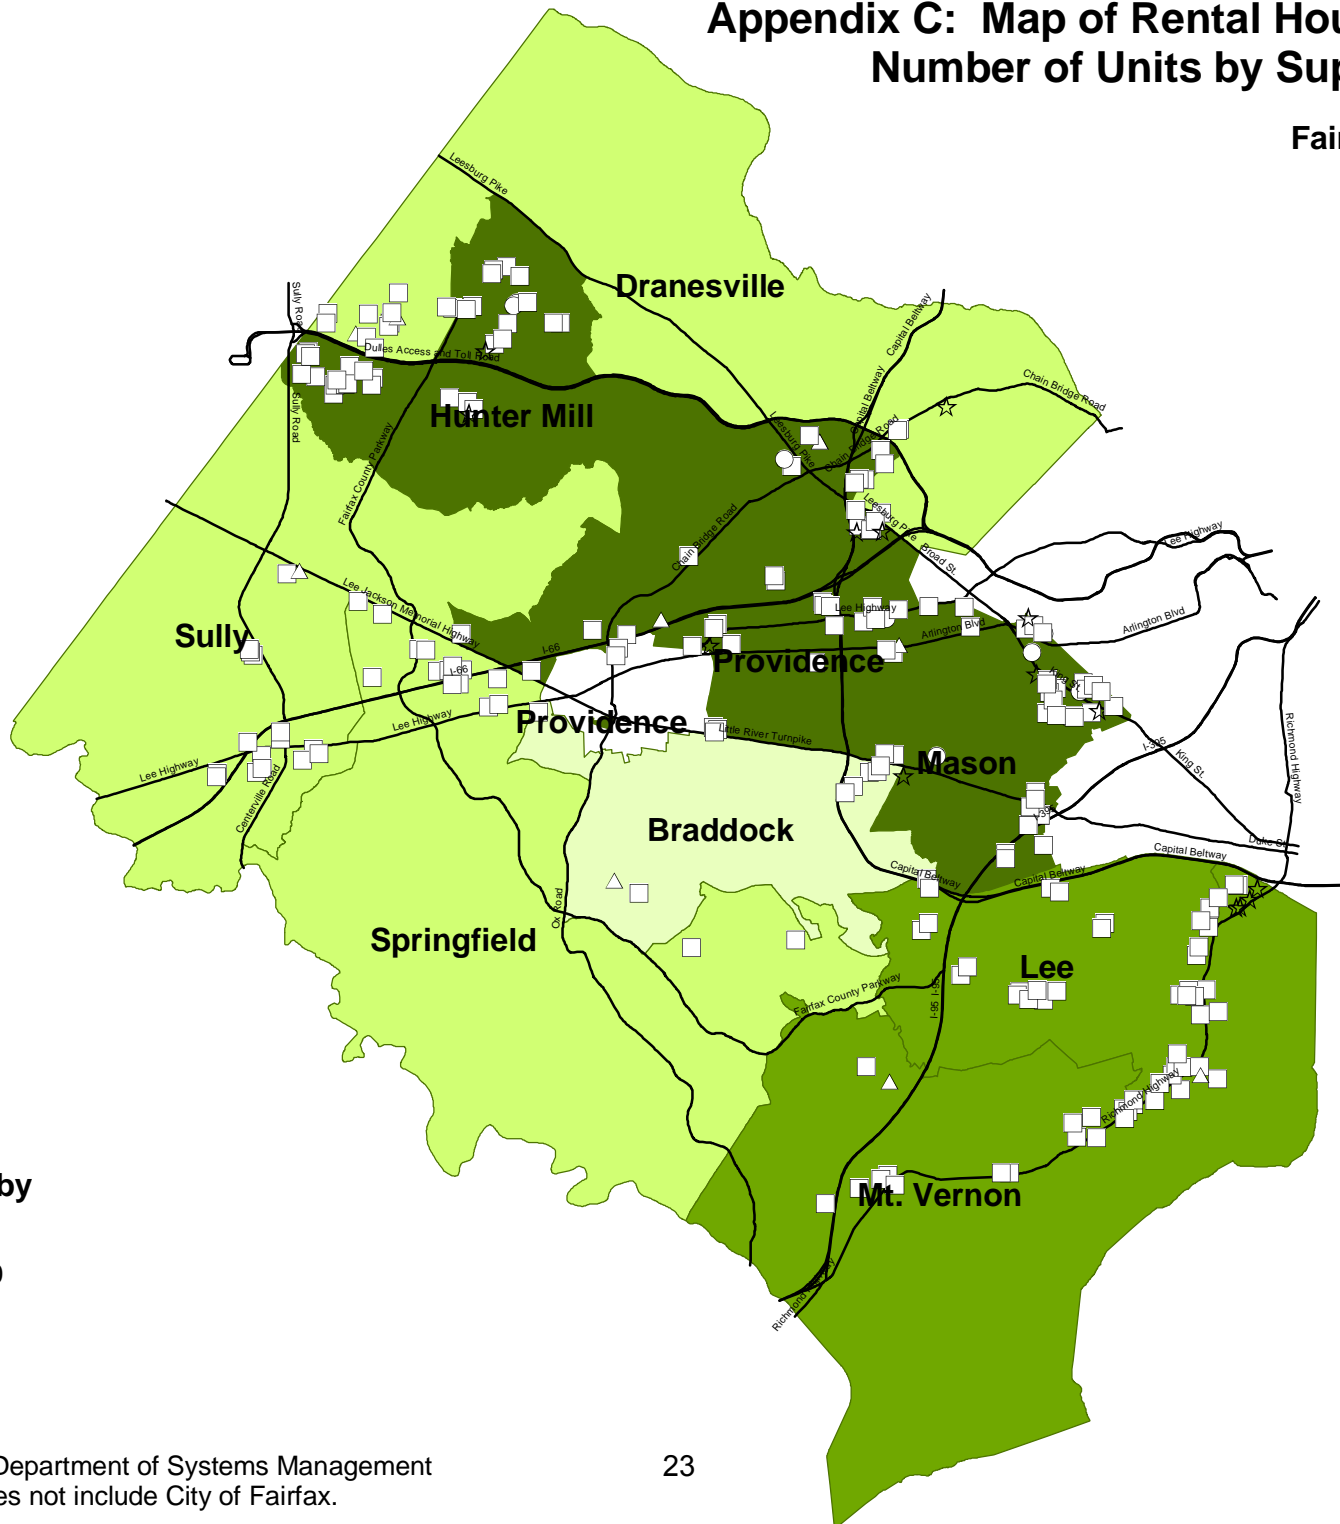 Appendix C: Map of Rental Hou
Number of Units by Sup
Fair
Leesburg Pike
Dranesville
Sully Roa
Capital Beltway
Dulles Access and Toll Road
Capital Beltway
Chain Bridge Road
Hunter Mill
Sully Road
Leesburg Pike
Chain Bridge Road
Fairfax County Parkway
Chain Bridge Road
Leesburg Pike
Broad St.
Lee Highway
Lee Jackson Memorial Highway
Lee Highway
Arlington Blvd
Arlington Blvd
Sully
I-66
I-66
Providence
King St.
Lee Highway
Providence
Little River Turnpike
Richmond Highway
I-395
King St.
Lee Highway
Mason
Centerville Road
I-395
Braddock
Duke St.
Capital Beltway
Capital Beltway
Capital Beltway
Ox Road
Springfield
Lee
Fairfax County Parkway
I-95
I-95
Richmond Highway
by
Mt. Vernon
)
Richmond Highway
Department of Systems Management
es not include City of Fairfax.
23